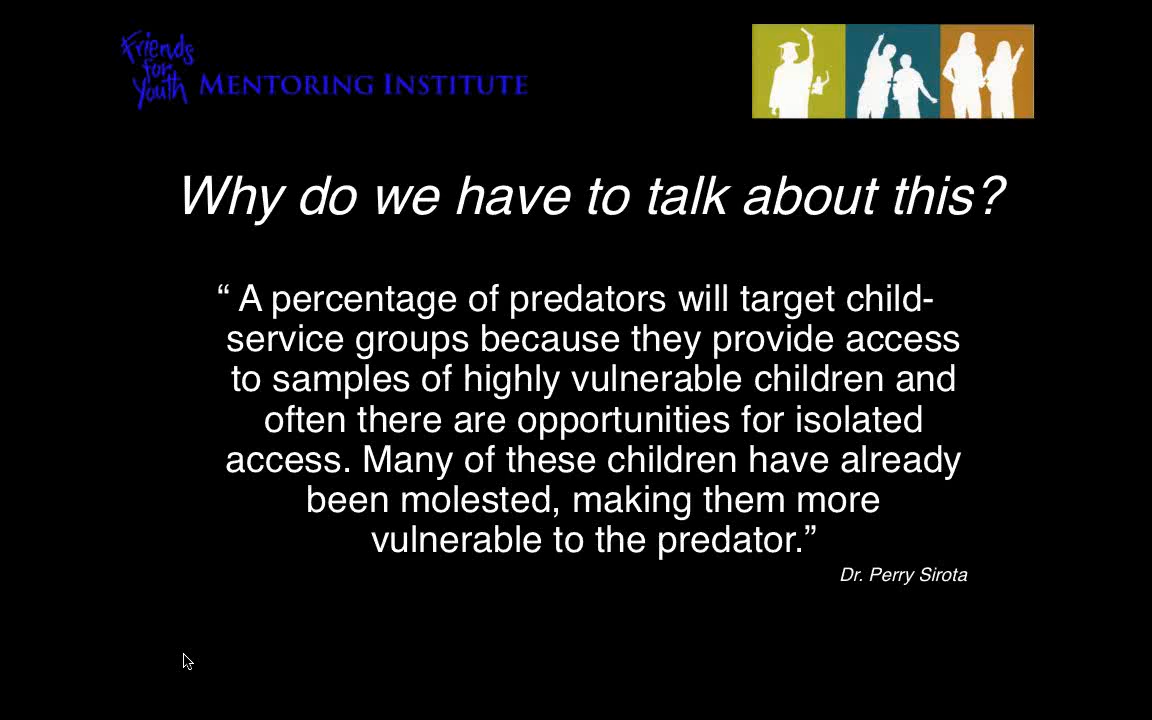 Friends
for
Youth
MENTORING INSTITUTE
Why do we have to talk about this?
“ A percentage of predators will target child-
service groups because they provide access
to samples of highly vulnerable children and
often there are opportunities for isolated
access. Many of these children have already
been molested, making them more
vulnerable to the predator.”
Dr. Perry Sirota